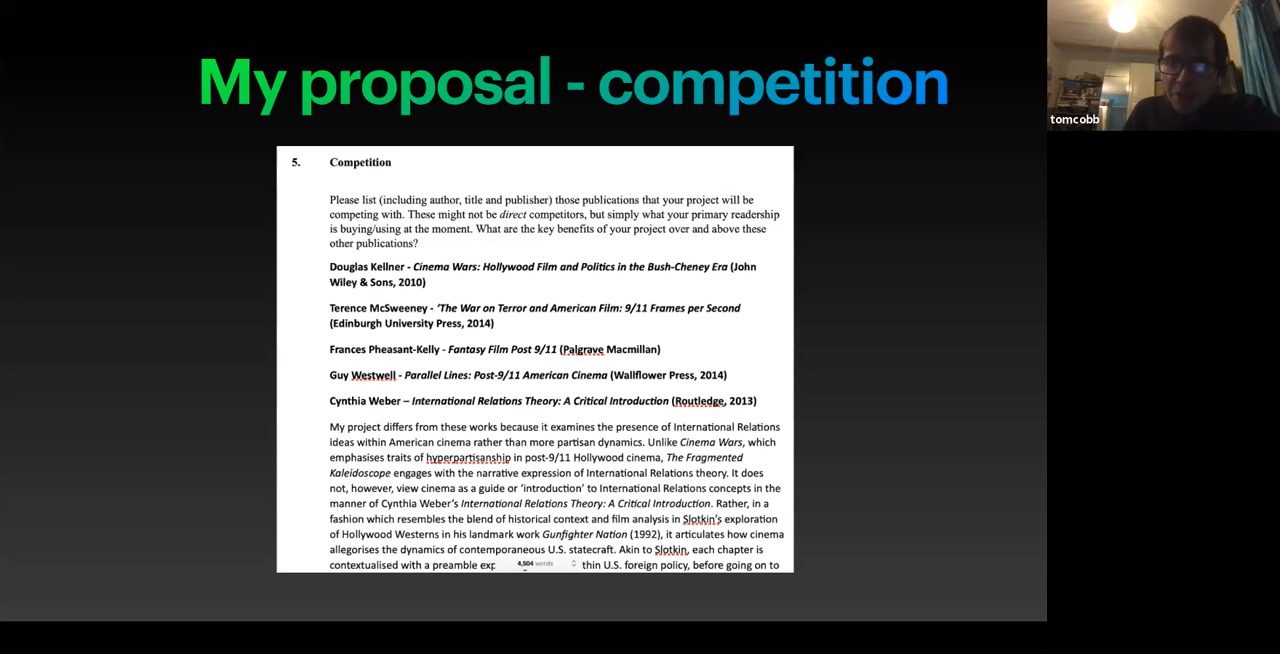 My proposal - competition
tomcobb
5. Competition
Please list (including author, title and publisher) those publications that your project will be
competing with. These might not be direct competitors, but simply what your primary readership
is buying/using at the moment. What are the key benefits of your project over and above these
other publications?
Douglas Kellner - Cinema Wars: Hollywood Film and Politics in the Bush-Cheney Era (John
Wiley & Sons, 2010)
Terence McSweeney - ‘The War on Terror and American Film: 9/11 Frames per Second
(Edinburgh University Press, 2014)
Frances Pheasant-Kelly - Fantasy Film Post 9/11 (Palgrave Macmillan)
Guy Westwell - Parallel Lines: Post-9/11 American Cinema (Wallflower Press, 2014)
Cynthia Weber – International Relations Theory: A Critical Introduction (Routledge, 2013)
My project differs from these works because it examines the presence of International Relations
ideas within American cinema rather than more partisan dynamics. Unlike Cinema Wars, which
emphasises traits of hyperpartisanship in post-9/11 Hollywood cinema, The Fragmented
Kaleidoscope engages with the narrative expression of International Relations theory. It does
not, however, view cinema as a guide or ‘introduction’ to International Relations concepts in the
manner of Cynthia Weber’s International Relations Theory: A Critical Introduction. Rather, in a
fashion which resembles the blend of historical context and film analysis in Slotkin’s exploration
of Hollywood Westerns in his landmark work Gunfighter Nation (1992), it articulates how cinema
allegorises the dynamics of contemporaneous U.S. statecraft. Akin to Slotkin, each chapter is
contextualised with a preamble exp 4,504 words thin U.S. foreign policy, before going on to